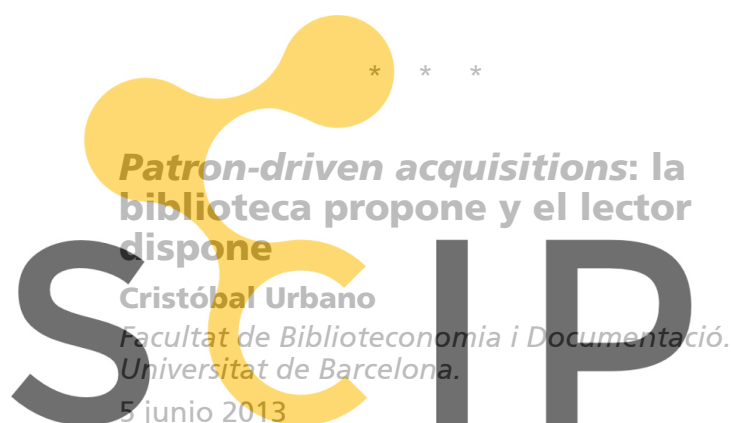 * * *
Patron-driven acquisitions: la
biblioteca propone y el lector
dispone
Cristóbal Urbano
Facultat de Biblioteconomia i Documentació.
Universitat de Barcelona.
5 junio 2013
SCIP